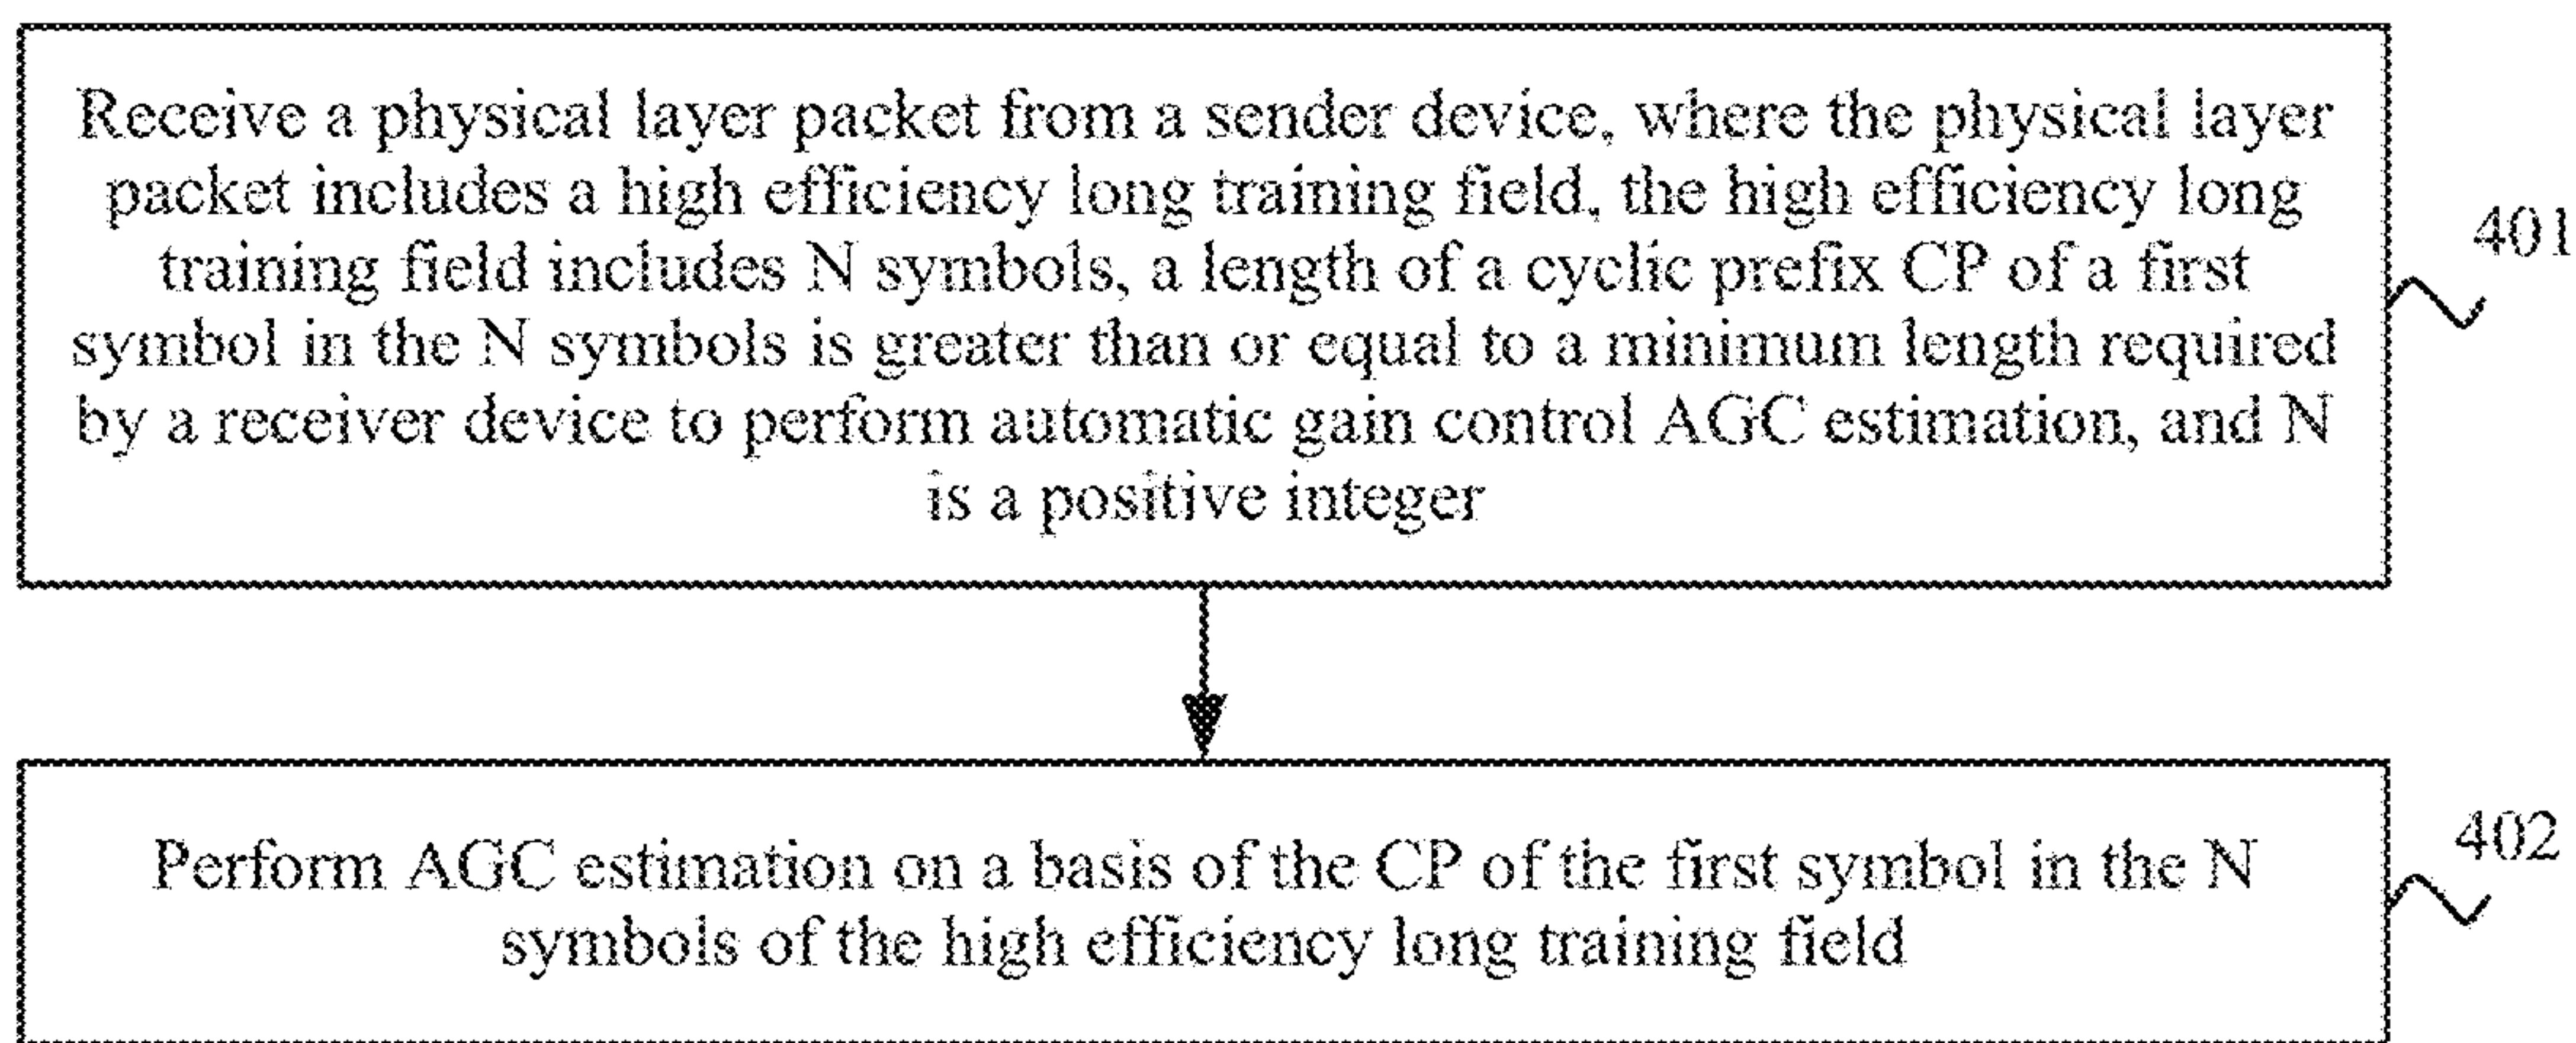 Receive a physical layer packet from a sender device, where the physical layer
packet includes a high efficiency long training field, the high efficiency long
training field includes N symbols, a length of a cyclic prefix CP of a first
symbol in the N symbols is greater than or equal to a minimum length required
by a receiver device to perform automatic gain control AGC estimation, and N
is a positive integer
401
Perform AGC estimation on a basis of the CP of the first symbol in the N
symbols of the high efficiency long training field
402